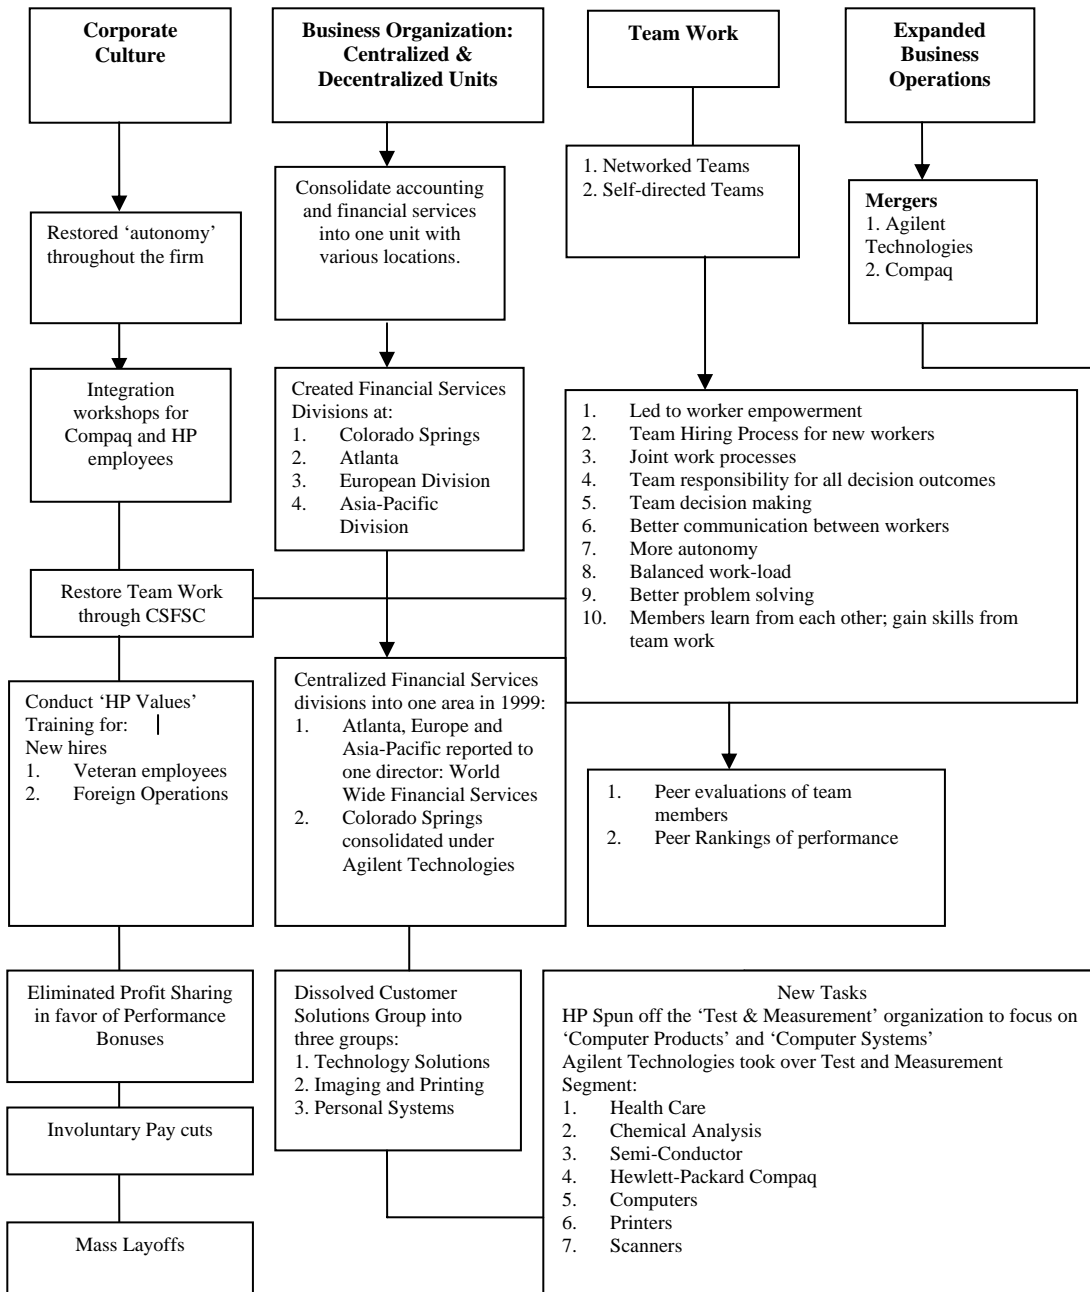 Corporate
Culture
Business Organization:
Centralized &
Decentralized Units
Team Work
Expanded
Business
Operations
Restored ‘autonomy’
throughout the firm
Consolidate accounting
and financial services
into one unit with
various locations.
1. Networked Teams
2. Self-directed Teams
Mergers
1. Agilent
Technologies
2. Compaq
Integration
workshops for
Compaq and HP
employees
Created Financial Services
Divisions at:
1. Colorado Springs
2. Atlanta
3. European Division
4. Asia-Pacific
Division
1. Led to worker empowerment
2. Team Hiring Process for new workers
3. Joint work processes
4. Team responsibility for all decision outcomes
5. Team decision making
6. Better communication between workers
7. More autonomy
8. Balanced work-load
9. Better problem solving
10. Members learn from each other; gain skills from
team work
Restore Team Work
through CSFSC
Conduct ‘HP Values’
Training for:
New hires
1. Veteran employees
2. Foreign Operations
Centralized Financial Services
divisions into one area in 1999:
1. Atlanta, Europe and
Asia-Pacific reported to
one director: World
Wide Financial Services
2. Colorado Springs
consolidated under
Agilent Technologies
1. Peer evaluations of team
members
2. Peer Rankings of performance
Eliminated Profit Sharing
in favor of Performance
Bonuses
Dissolved Customer
Solutions Group into
three groups:
1. Technology Solutions
2. Imaging and Printing
3. Personal Systems
New Tasks
HP Spun off the ‘Test & Measurement’ organization to focus on
‘Computer Products’ and ‘Computer Systems’
Agilent Technologies took over Test and Measurement
Segment:
1. Health Care
2. Chemical Analysis
3. Semi-Conductor
4. Hewlett-Packard Compaq
5. Computers
6. Printers
7. Scanners
Involuntary Pay cuts
Mass Layoffs